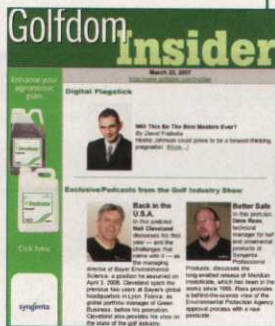 Golfdom
Insider
March 22, 2007
Enhance your
agronomic
plan.
Digital Flagstick
Will This Be The Best Masters Ever?
By David Frabotta
Exclusive/Podcasts from the Golf Industry Show
Back in the
U.S.A.
In this podcast
Neil Cleveland
discusses his first
year — and the
challenges that
came with it — as
the managing
director of Bayer Environmental
Science, a position he assumed on
April 3, 2006. Cleveland spent the
previous two years at Bayer's global
headquarters in Lyon, France, as
global portfolio manager of Green
Business, before his promotion.
Cleveland also provides his view on
the state of the golf industry.
Better Safe
In this podcast
Dave Ross,
technical
manager for turf
and ornamental
products at
Syngenta
Professional
Products, discusses the
long-awaited release of Meridian
insecticide, which has been in the
works since 1988. Ross provides
a behind-the-scenes view of the
Environmental Protection Agency
approval process with a new
pesticide.
Click here.
syngenta